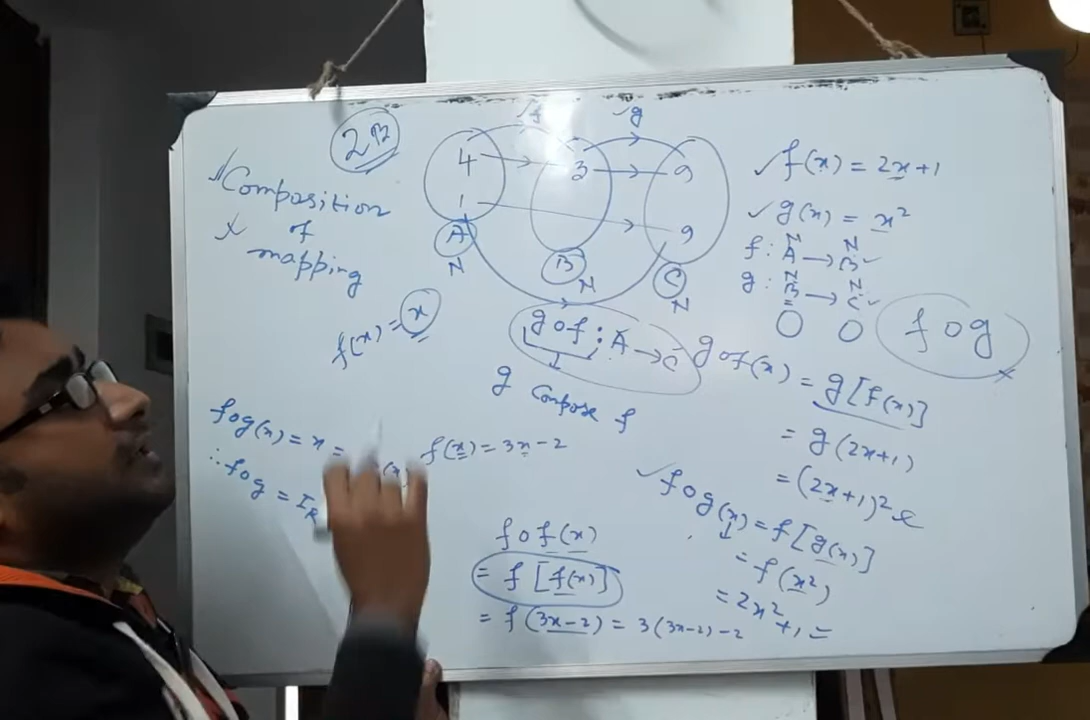 2B
Composition
of
mapping
f g
4 3 9
1 9
A B C
N N N
f(x) = x
gof : A → C
g compose f
f(x) = 2x+1
g(x) = x²
N N
f : A → B
N N
g : B → C
fog
gof(x) = g[f(x)]
= g(2x+1)
= (2x+1)²
fog(x) = f[g(x)]
= f(x²)
= 2x²+1 =
fog(x) = x =
∴ fog = I_R
f(x) = 3x-2
fof(x)
= f[f(x)]
= f(3x-2) = 3(3x-2)-2